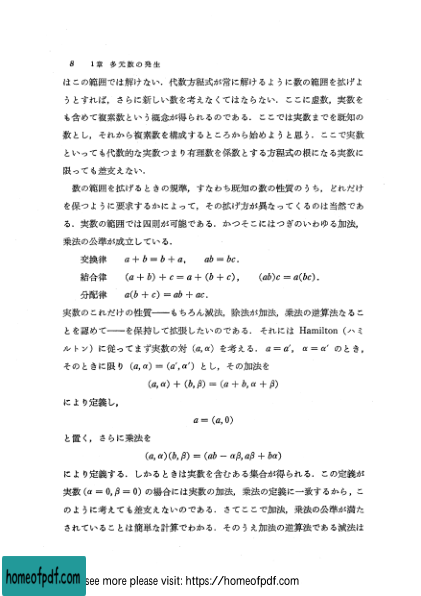 8 1章 多元数の発生
はこの範囲では解けない．代数方程式が常に解けるように数の範囲を拡げよ
うとすれば，さらに新しい数を考えなくてはならない．ここに虚数，実数を
も含めて複素数という概念が得られるのである．ここでは実数までを既知の
数とし，それから複素数を構成するところから始めようと思う．ここで実数
といっても代数的な実数つまり有理数を係数とする方程式の根になる実数に
限っても差支えない．
数の範囲を拡げるときの規準，すなわち既知の数の性質のうち，どれだけ
を保つように要求するかによって，その拡げ方が異なってくるのは当然であ
る．実数の範囲では四則が可能である．かつそこにはつぎのいわゆる加法，
乗法の公準が成立している．
交換律 a + b = b + a, ab = bc.
結合律 (a + b) + c = a + (b + c), (ab)c = a(bc).
分配律 a(b + c) = ab + ac.
実数のこれだけの性質——もちろん減法，除法が加法，乗法の逆算法なるこ
とを認めて——を保持して拡張したいのである．それには Hamilton (ハミ
ルトン) に従ってまず実数の対 (a, α) を考える．a = a′, α = α′ のとき，
そのときに限り (a, α) = (a′, α′) とし，その加法を
(a, α) + (b, β) = (a + b, α + β)
により定義し，
a = (a, 0)
と置く，さらに乗法を
(a, α)(b, β) = (ab − αβ, aβ + bα)
により定義する．しかるときは実数を含むある集合が得られる．この定義が
実数 (α = 0, β = 0) の場合には実数の加法，乗法の定義に一致するから，こ
のように考えても差支えないのである．さてここで加法，乗法の公準が満た
されていることは簡単な計算でわかる．そのうえ加法の逆算法である減法は
homeofpdf.com
see more please visit: https://homeofpdf.com